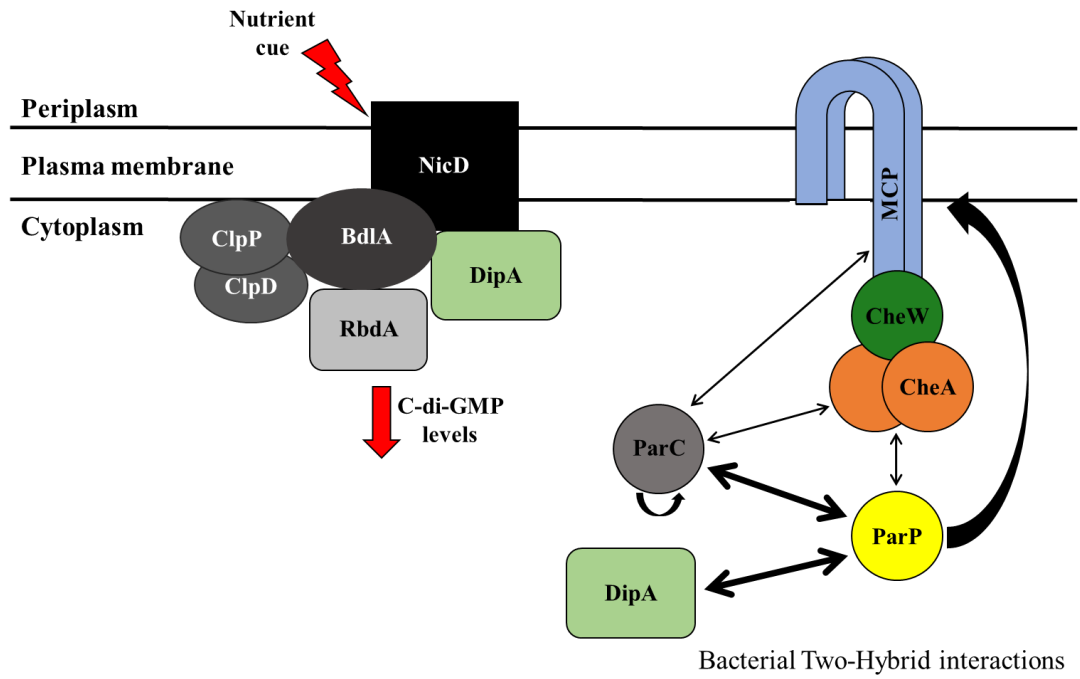 Nutrient
cue
Periplasm
Plasma membrane
Cytoplasm
NicD
ClpP
BdlA
ClpD
DipA
RbdA
C-di-GMP
levels
MCP
CheW
CheA
ParC
ParP
DipA
Bacterial Two-Hybrid interactions